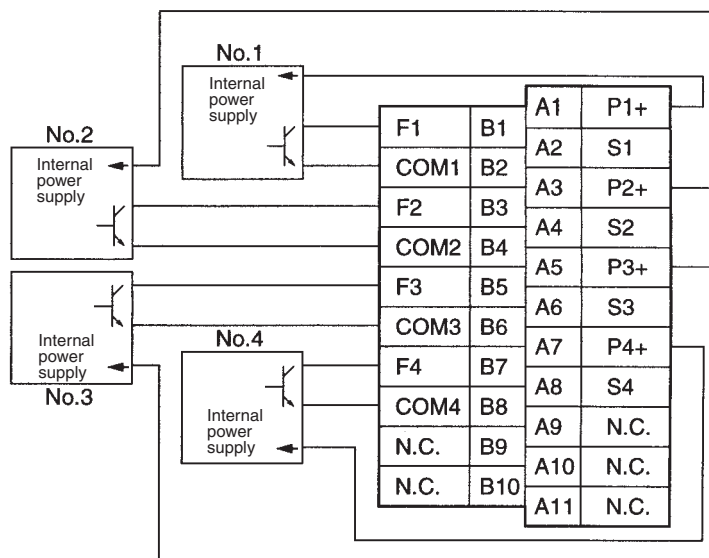 No.1
Internal
power
supply
No.2
Internal
power
supply
Internal
power
supply
No.3
No.4
Internal
power
supply
F1 B1
COM1 B2
F2 B3
COM2 B4
F3 B5
COM3 B6
F4 B7
COM4 B8
N.C. B9
N.C. B10
A1 P1+
A2 S1
A3 P2+
A4 S2
A5 P3+
A6 S3
A7 P4+
A8 S4
A9 N.C.
A10 N.C.
A11 N.C.